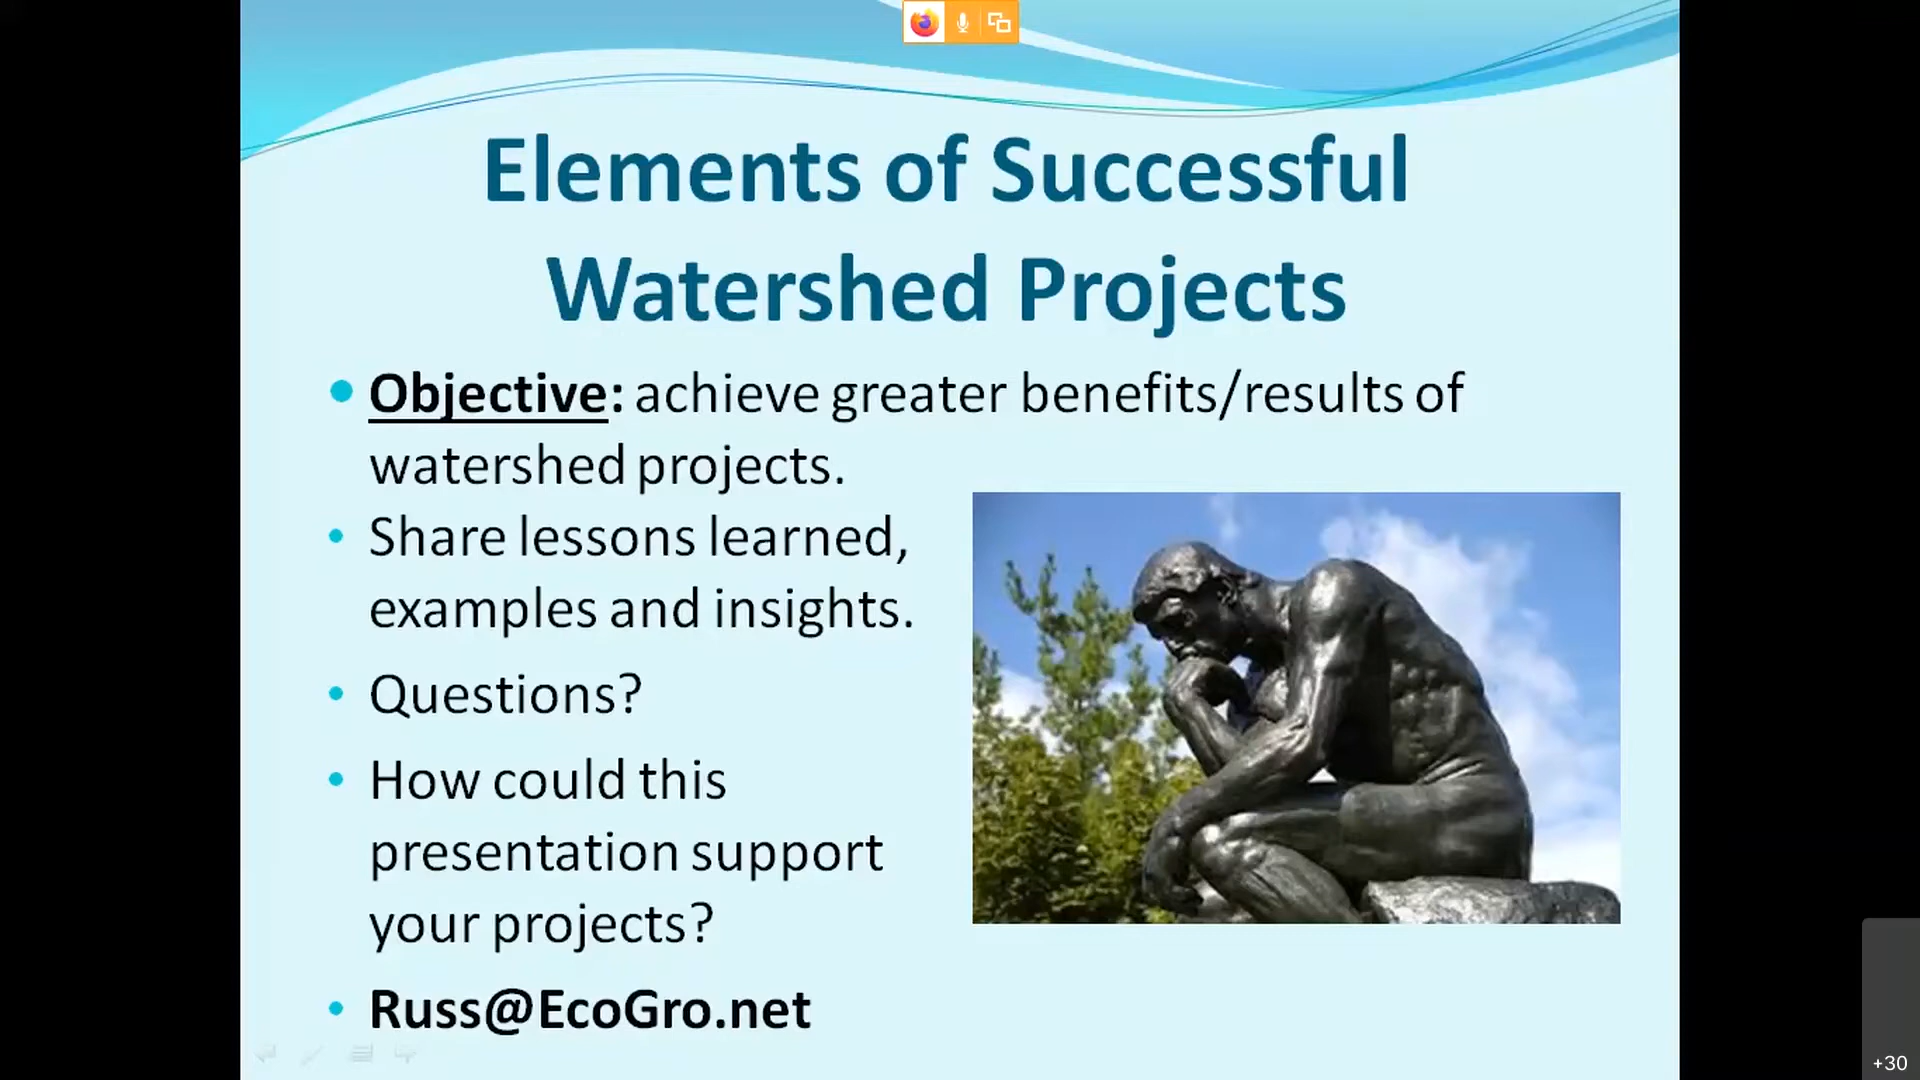 Elements of Successful
Watershed Projects
Objective: achieve greater benefits/results of
watershed projects.
Share lessons learned,
examples and insights.
Questions?
How could this
presentation support
your projects?
Russ@EcoGro.net
+30